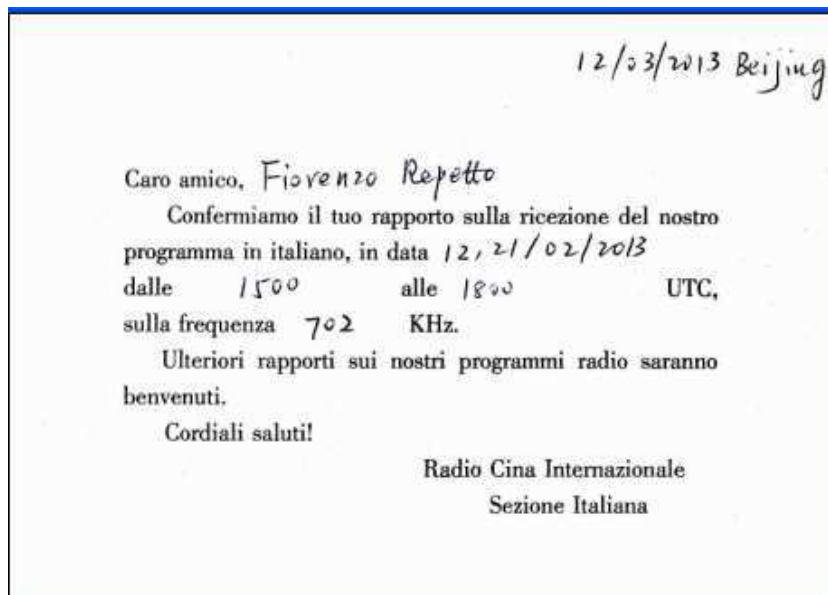 12/03/2013 Beijing
Caro amico, Fiorenzo Repetto
Confermiamo il tuo rapporto sulla ricezione del nostro
programma in italiano, in data 12, 21/02/2013
dalle 1500 alle 1800 UTC,
sulla frequenza 702 KHz.
Ulteriori rapporti sui nostri programmi radio saranno
benvenuti.
Cordiali saluti!
Radio Cina Internazionale
Sezione Italiana